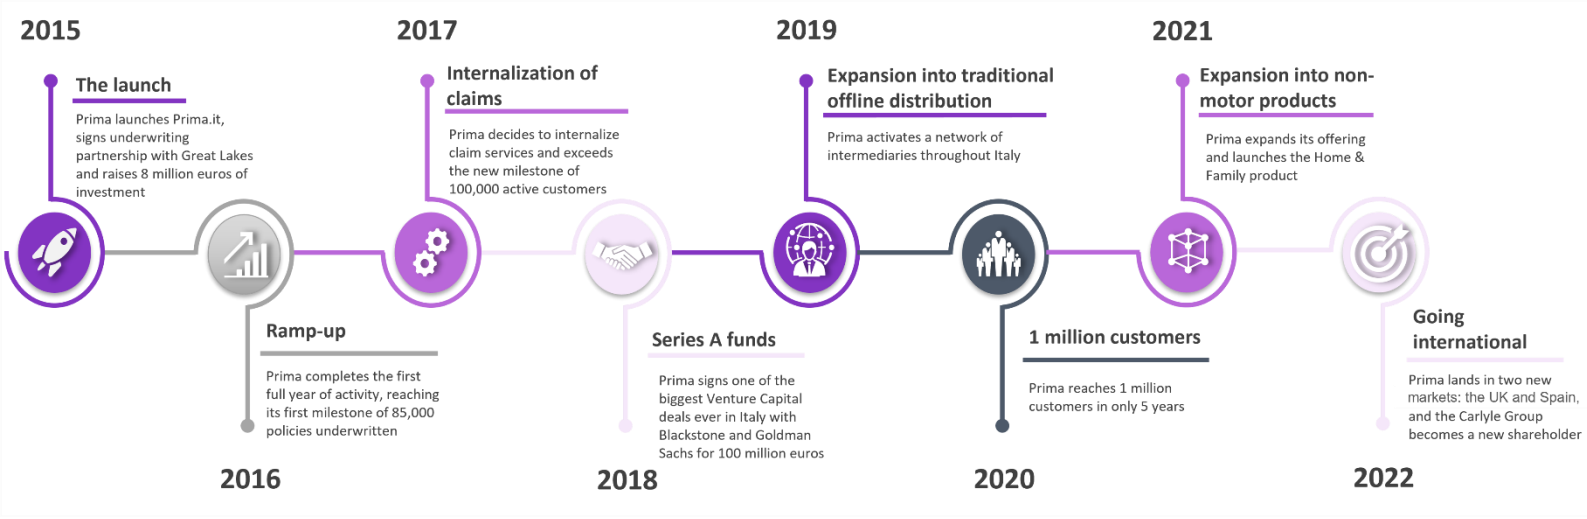 2015
The launch
Prima launches Prima.it,
signs underwriting
partnership with Great Lakes
and raises 8 million euros of
investment
2016
Ramp-up
Prima completes the first
full year of activity, reaching
its first milestone of 85,000
policies underwritten
2017
Internalization of
claims
Prima decides to internalize
claim services and exceeds
the new milestone of
100,000 active customers
2018
Series A funds
Prima signs one of the
biggest Venture Capital
deals ever in Italy with
Blackstone and Goldman
Sachs for 100 million euros
2019
Expansion into traditional
offline distribution
Prima activates a network of
intermediaries throughout Italy
2020
1 million customers
Prima reaches 1 million
customers in only 5 years
2021
Expansion into non-
motor products
Prima expands its offering
and launches the Home &
Family product
2022
Going
international
Prima lands in two new
markets: the UK and Spain,
and the Carlyle Group
becomes a new shareholder